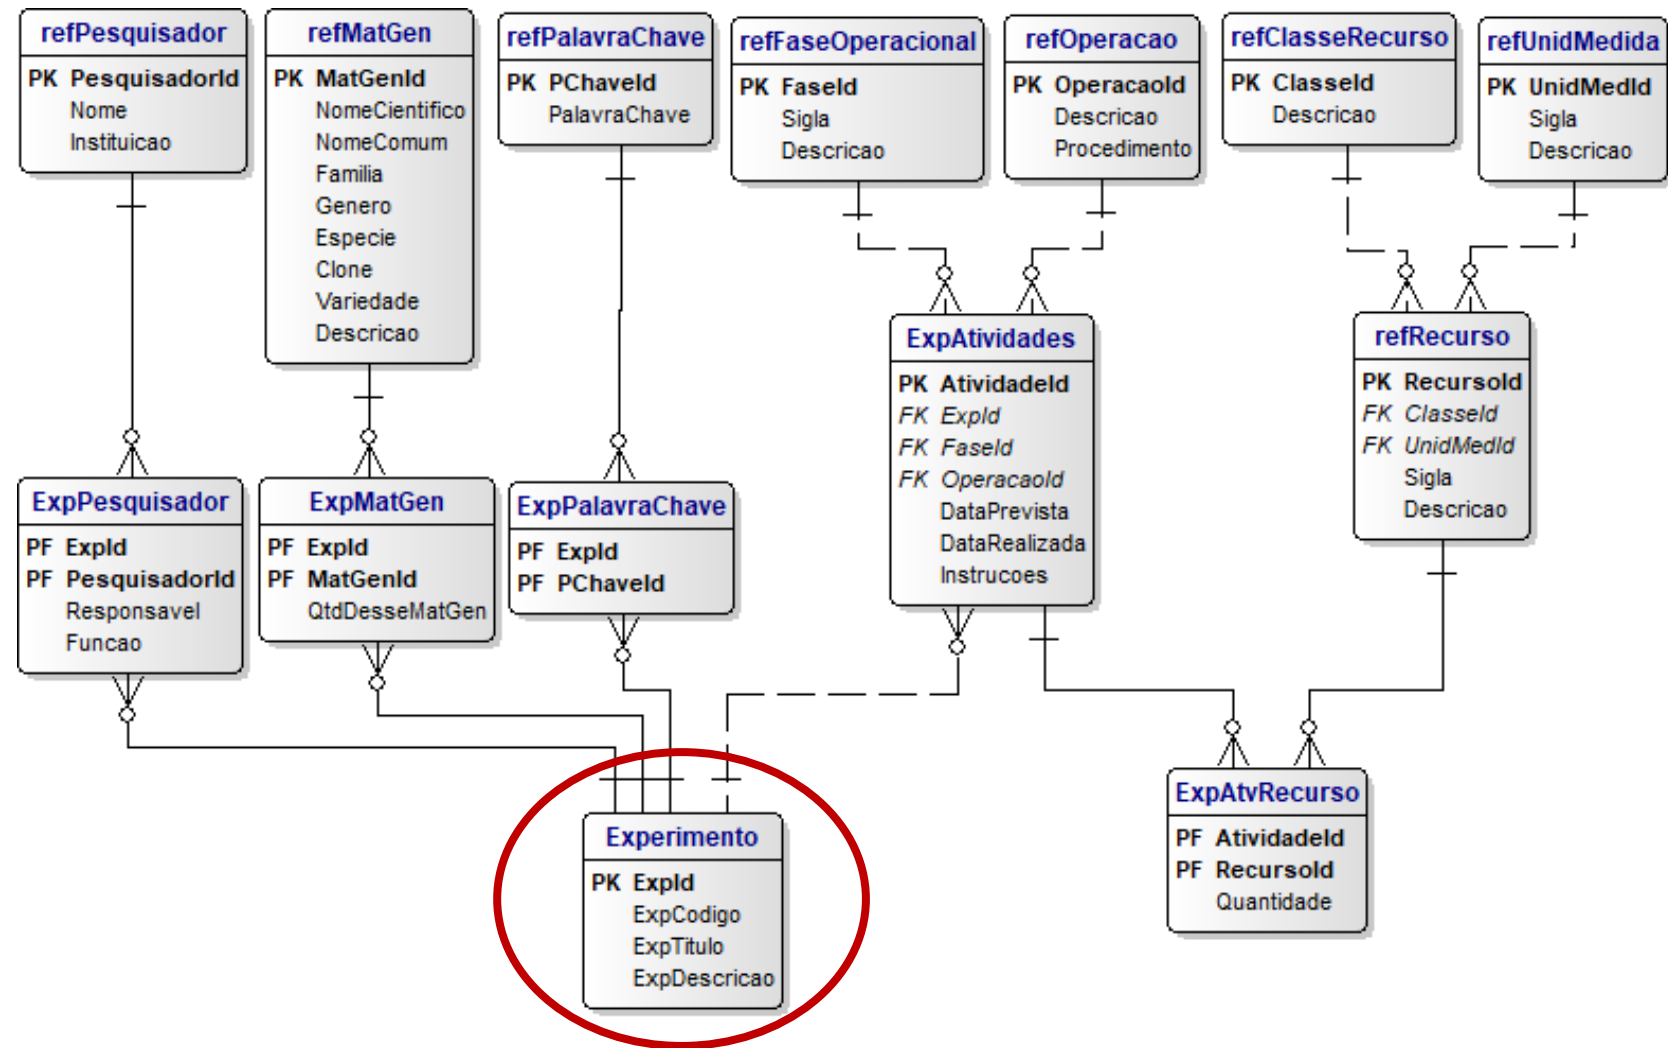 refPesquisador
PK PesquisadorId
Nome
Instituicao
refMatGen
PK MatGenId
NomeCientifico
NomeComum
Familia
Genero
Especie
Clone
Variedade
Descricao
refPalavraChave
PK PChaveId
PalavraChave
refFaseOperacional
PK FaseId
Sigla
Descricao
refOperacao
PK OperacaoId
Descricao
Procedimento
refClasseRecurso
PK ClasseId
Descricao
refUnidMedida
PK UnidMedId
Sigla
Descricao
ExpPesquisador
PF ExpId
PF PesquisadorId
Responsavel
Funcao
ExpMatGen
PF ExpId
PF MatGenId
QtdDesseMatGen
ExpPalavraChave
PF ExpId
PF PChaveId
ExpAtividades
PK AtividadeId
FK ExpId
FK FaseId
FK OperacaoId
DataPrevista
DataRealizada
Instrucoes
refRecurso
PK RecursoId
FK ClasseId
FK UnidMedId
Sigla
Descricao
Experimento
PK ExpId
ExpCodigo
ExpTitulo
ExpDescricao
ExpAtvRecurso
PF AtividadeId
PF RecursoId
Quantidade